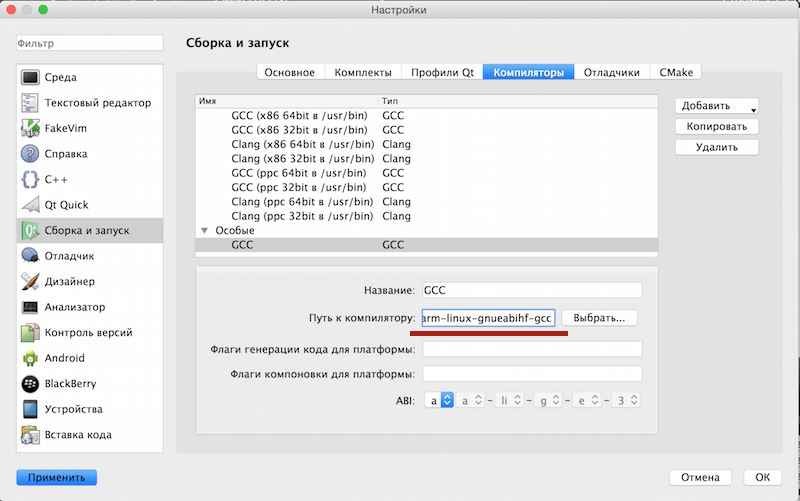 Настройки
Фильтр
Сборка и запуск
Среда
Текстовый редактор
FakeVim
Справка
C++
Qt Quick
Сборка и запуск
Отладчик
Дизайнер
Анализатор
Контроль версий
Android
BlackBerry
Устройства
Вставка кода
Основное Комплекты Профили Qt Компиляторы Отладчики CMake
Имя Тип
GCC (x86 64bit в /usr/bin) GCC
GCC (x86 32bit в /usr/bin) GCC
Clang (x86 64bit в /usr/bin) Clang
Clang (x86 32bit в /usr/bin) Clang
GCC (ppc 64bit в /usr/bin) GCC
GCC (ppc 32bit в /usr/bin) GCC
Clang (ppc 64bit в /usr/bin) Clang
Clang (ppc 32bit в /usr/bin) Clang
Особые
GCC GCC
Добавить
Копировать
Удалить
Название: GCC
Путь к компилятору: arm-linux-gnueabihf-gcc Выбрать...
Флаги генерации кода для платформы:
Флаги компоновки для платформы:
ABI: a a - li - g - e - 3
Применить Отмена OK